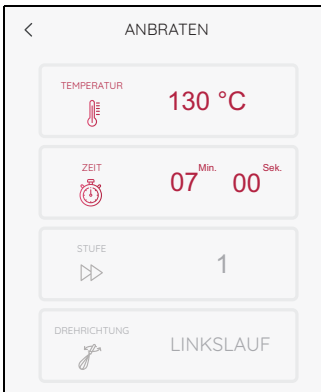 ANBRATEN
TEMPERATUR
130 °C
ZEIT
07 Min. 00 Sek.
STUFE
1
DREHRICHTUNG
LINKSLAUF